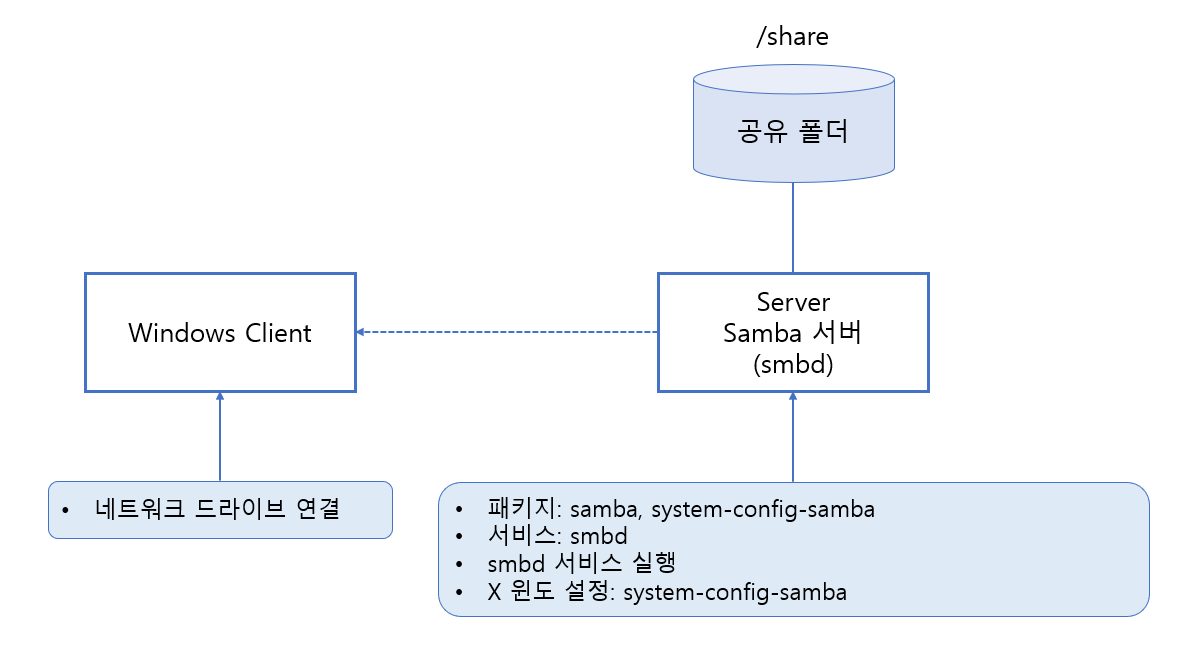 /share
공유 폴더
Windows Client
Server
Samba 서버
(smbd)
• 네트워크 드라이브 연결
• 패키지: samba, system-config-samba
• 서비스: smbd
• smbd 서비스 실행
• X 윈도 설정: system-config-samba